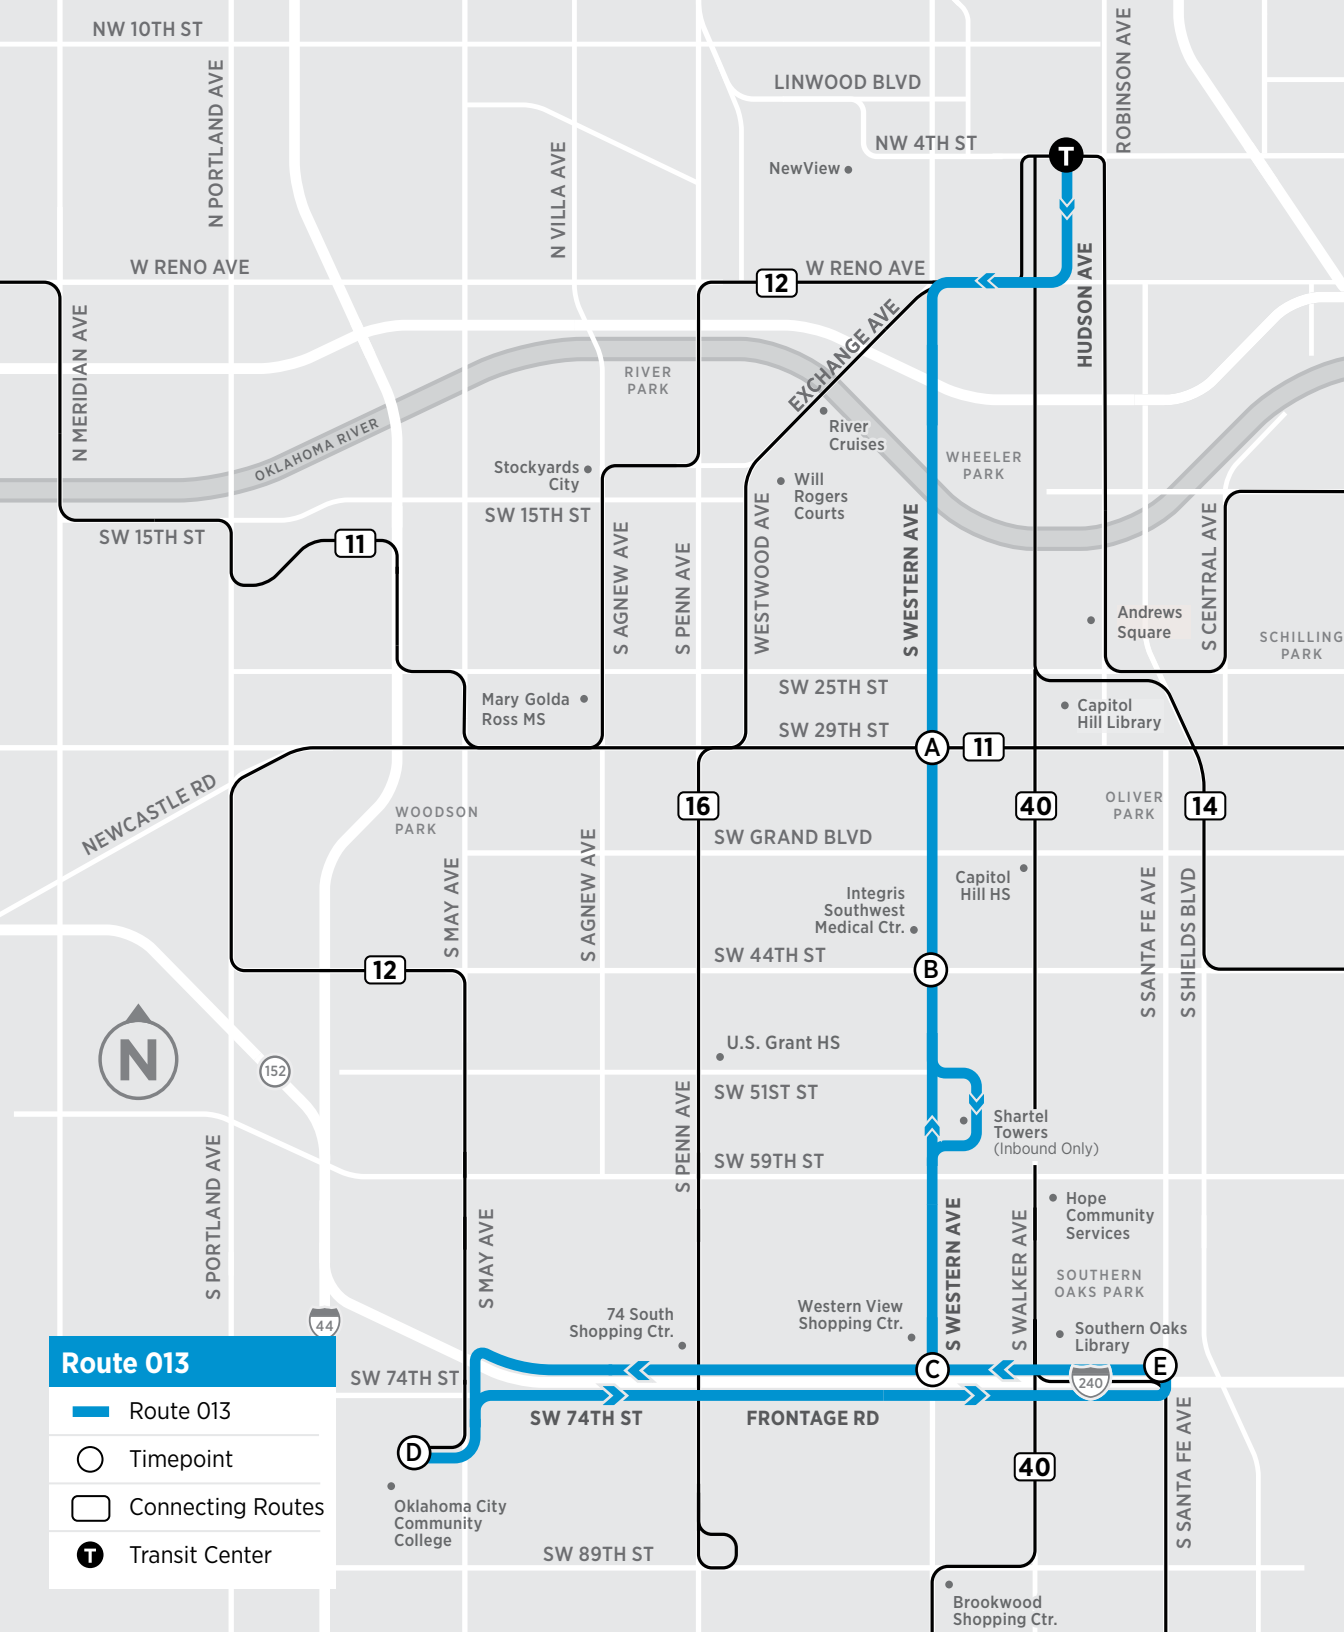 NW 10TH ST
ROBINSON AVE
N PORTLAND AVE
LINWOOD BLVD
NW 4TH ST
T
NewView
N VILLA AVE
W RENO AVE
W RENO AVE
12
HUDSON AVE
N MERIDIAN AVE
EXCHANGE AVE
RIVER
PARK
OKLAHOMA RIVER
River
Cruises
WHEELER
PARK
Stockyards
City
Will
Rogers
Courts
SW 15TH ST
SW 15TH ST
11
S AGNEW AVE
S PENN AVE
WESTWOOD AVE
S WESTERN AVE
S CENTRAL AVE
Andrews
Square
SCHILLING
PARK
SW 25TH ST
Mary Golda
Ross MS
Capitol
Hill Library
SW 29TH ST
A
11
NEWCASTLE RD
WOODSON
PARK
16
40
OLIVER
PARK
14
SW GRAND BLVD
S MAY AVE
S AGNEW AVE
Capitol
Hill HS
Integris
Southwest
Medical Ctr.
S SANTA FE AVE
S SHIELDS BLVD
SW 44TH ST
12
B
N
152
U.S. Grant HS
SW 51ST ST
S PENN AVE
Shartel
Towers
(Inbound Only)
SW 59TH ST
S PORTLAND AVE
S MAY AVE
S WESTERN AVE
S WALKER AVE
Hope
Community
Services
SOUTHERN
OAKS PARK
44
74 South
Shopping Ctr.
Western View
Shopping Ctr.
Southern Oaks
Library
Route 013
SW 74TH ST
C
E
240
Route 013
SW 74TH ST
FRONTAGE RD
S SANTA FE AVE
Timepoint
D
40
Connecting Routes
Oklahoma City
Community
College
T
Transit Center
SW 89TH ST
Brookwood
Shopping Ctr.